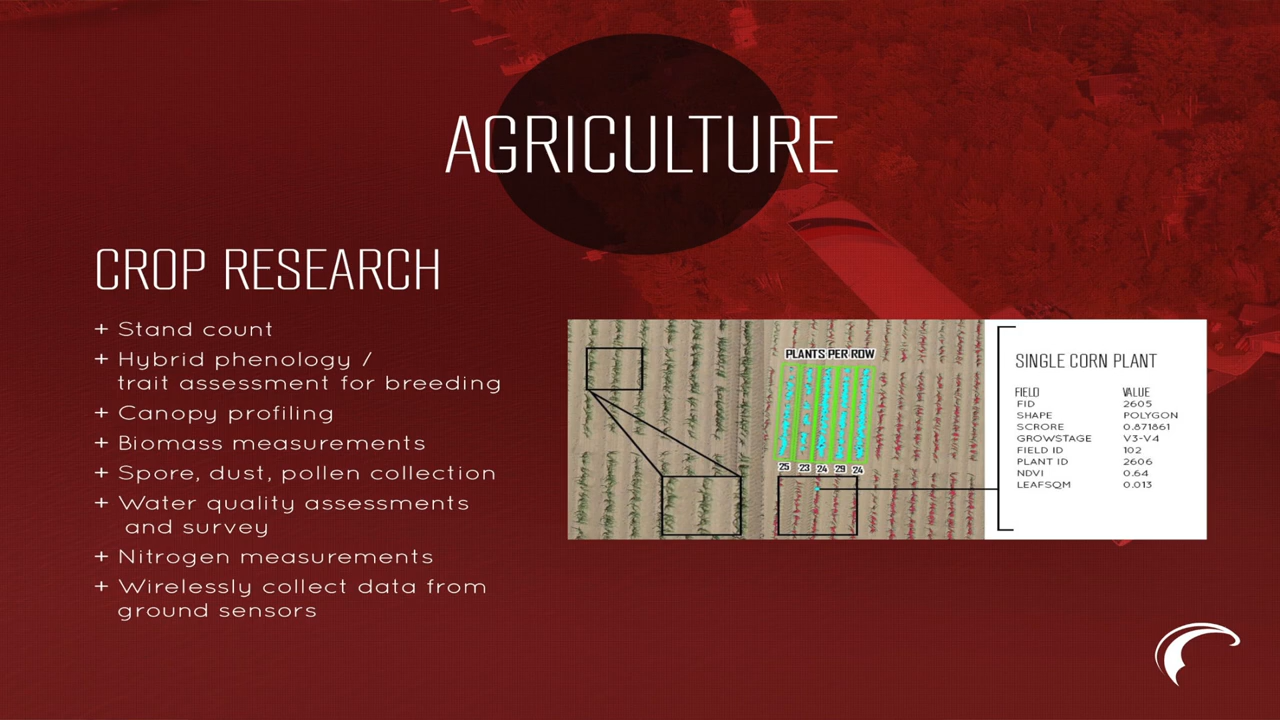 AGRICULTURE
CROP RESEARCH
+ Stand count
+ Hybrid phenology /
trait assessment for breeding
+ Canopy profiling
+ Biomass measurements
+ Spore, dust, pollen collection
+ Water quality assessments
and survey
+ Nitrogen measurements
+ Wirelessly collect data from
ground sensors
PLANTS PER ROW
25 23 24 29 24
SINGLE CORN PLANT
FIELD VALUE
FID 2605
SHAPE POLYGON
SCRORE 0.871861
GROWSTAGE V3-V4
FIELD ID 102
PLANT ID 2606
NDVI 0.64
LEAFSQM 0.013